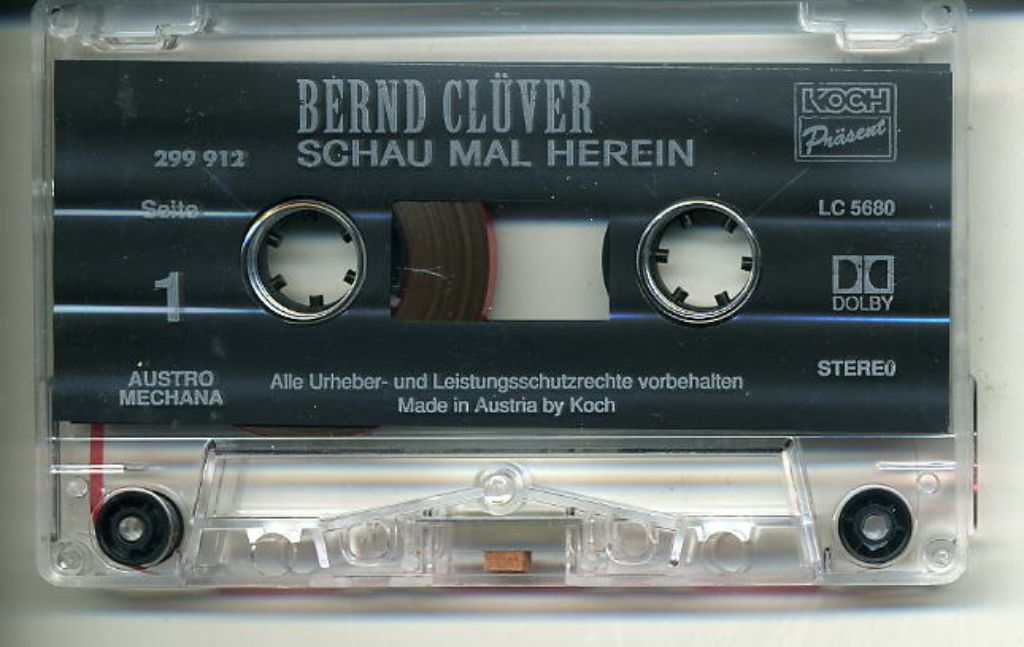 BERND CLÜVER
SCHAU MAL HEREIN
299 912
KOCH
Präsent
Seite
1
LC 5680
DOLBY
STEREO
AUSTRO
MECHANA
Alle Urheber- und Leistungsschutzrechte vorbehalten
Made in Austria by Koch